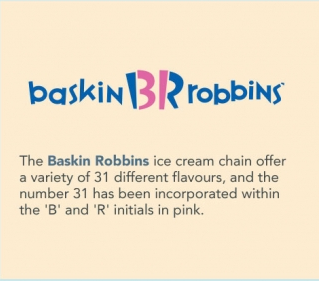 baskin BR robbins™
The Baskin Robbins ice cream chain offer
a variety of 31 different flavours, and the
number 31 has been incorporated within
the 'B' and 'R' initials in pink.